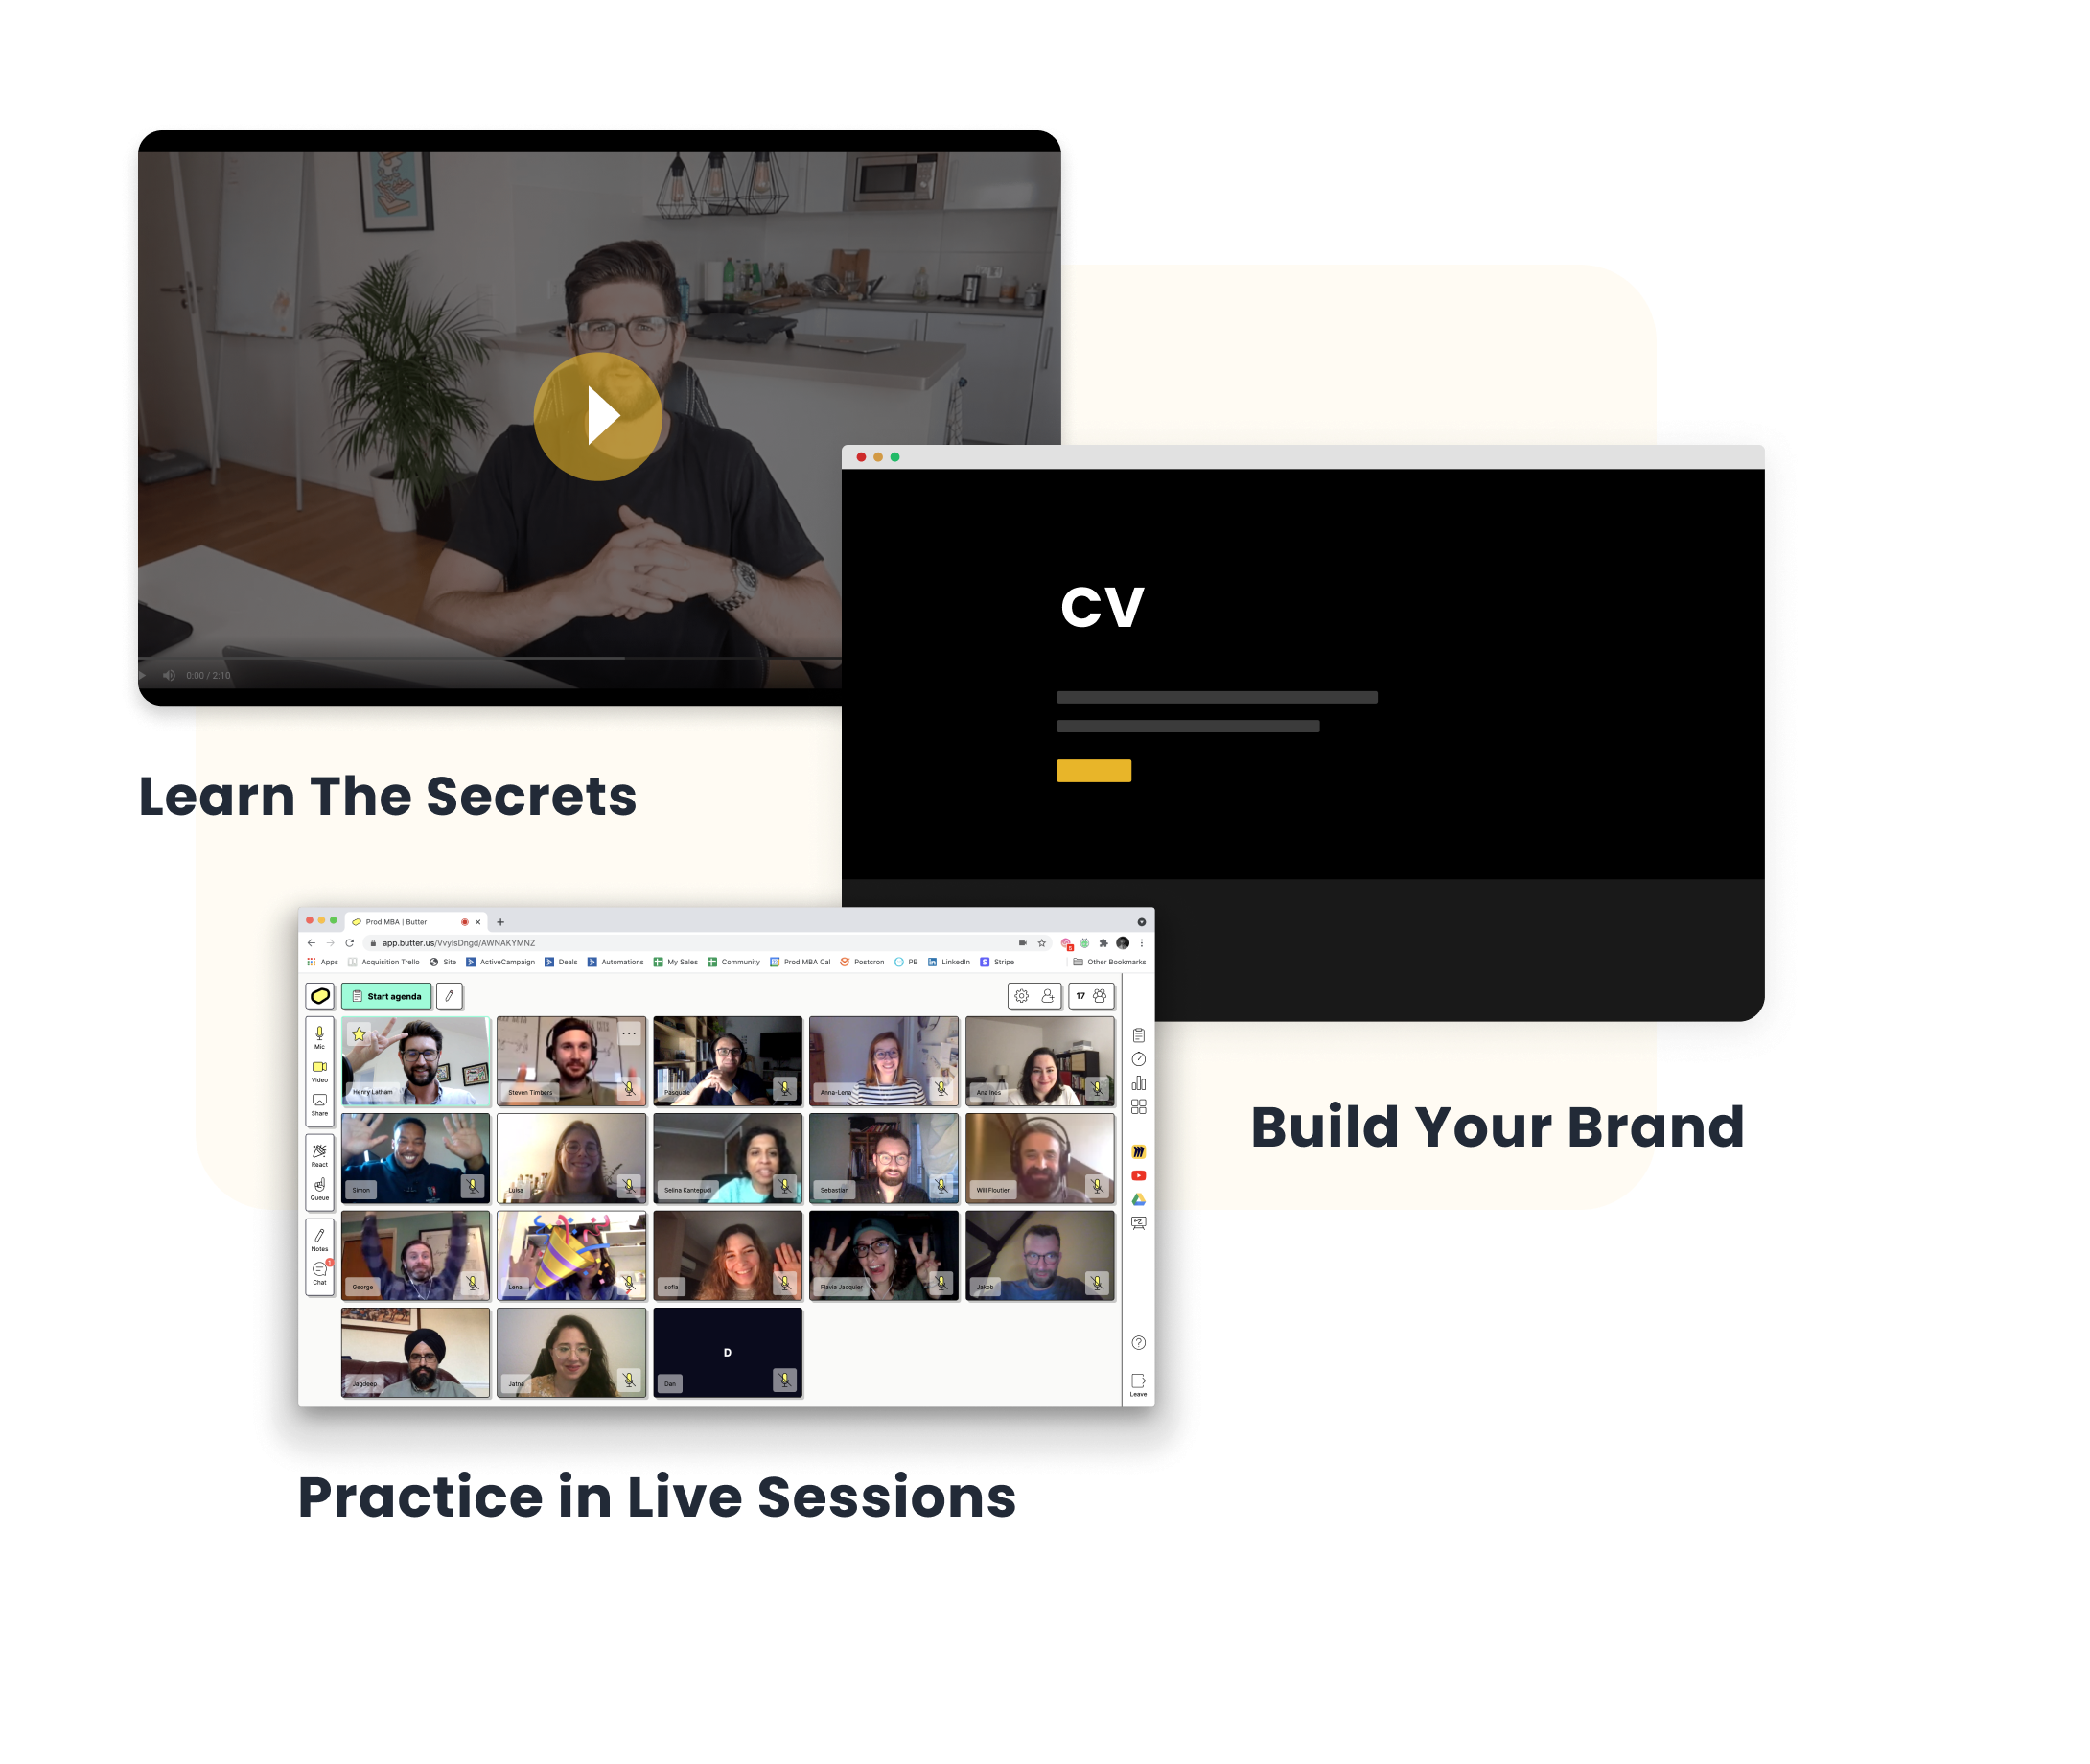 0:00 / 2:10
CV
Learn The Secrets
Prod MBA | Butter
app.butter.us/VvyIsDngd/AWNAKYMNZ
Apps Acquisition Trello Site ActiveCampaign Deals Automations My Sales Community Prod MBA Cal Postcron PB LinkedIn Stripe Other Bookmarks
Start agenda 17
Mic
Video
Share
React
Queue
Notes
Chat
Henry Latham Steven Timbers Pasquale Anna-Lena Ana Ines
Simon Luisa Selina Kantepudi Sebastian Will Floutier
George Lena sofia Flavia Jacquier Jakob
D
Jagdeep Jatna Dan
Leave
Build Your Brand
Practice in Live Sessions